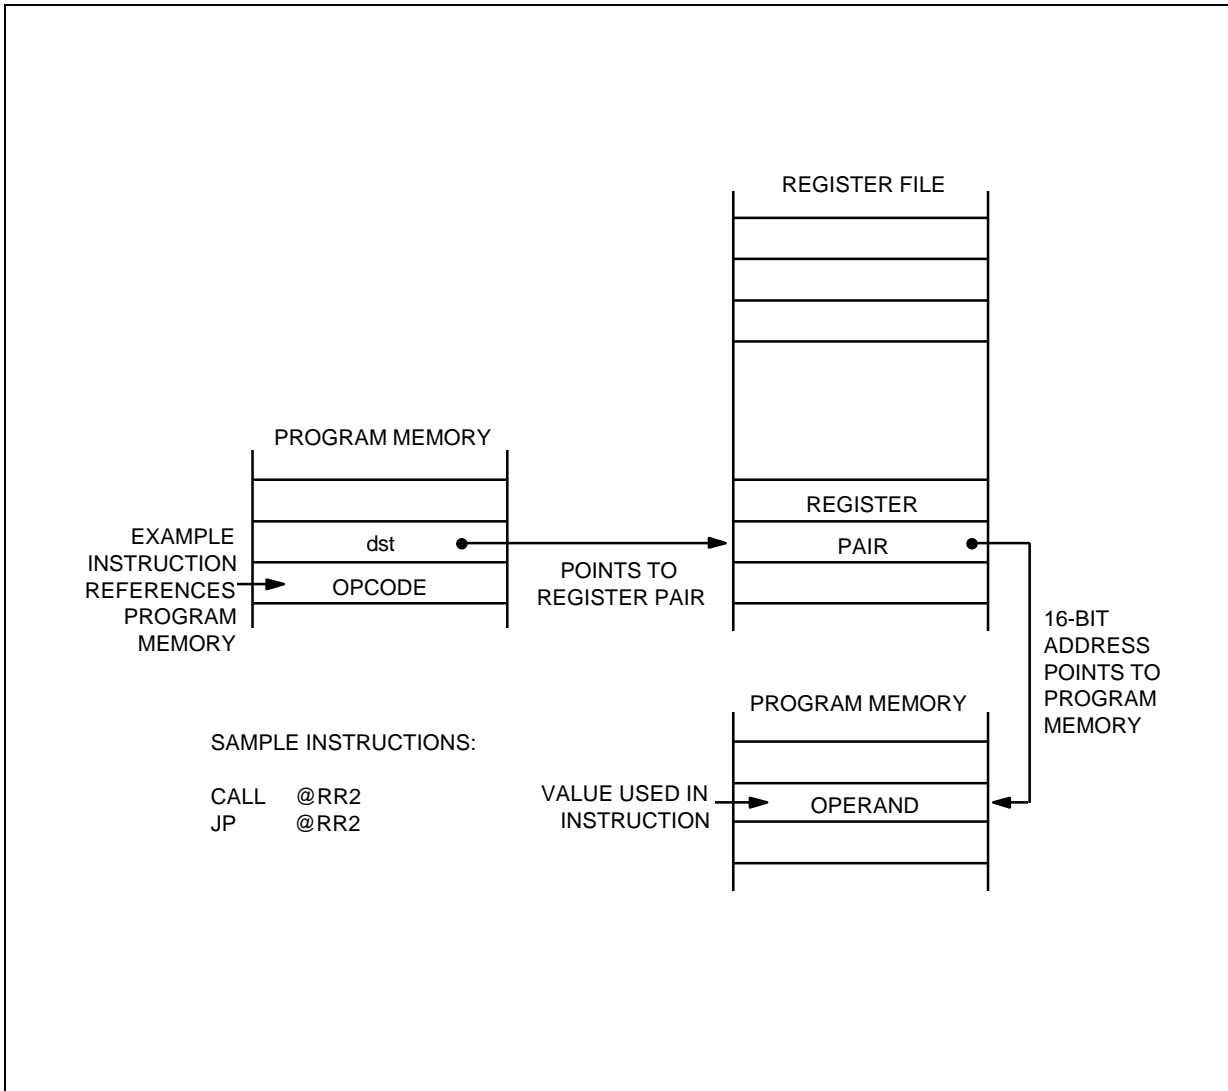 REGISTER FILE
PROGRAM MEMORY
REGISTER
EXAMPLE
INSTRUCTION
REFERENCES
PROGRAM
MEMORY
dst
OPCODE
PAIR
POINTS TO
REGISTER PAIR
16-BIT
ADDRESS
POINTS TO
PROGRAM
MEMORY
PROGRAM MEMORY
SAMPLE INSTRUCTIONS:
CALL @RR2
JP @RR2
VALUE USED IN
INSTRUCTION
OPERAND